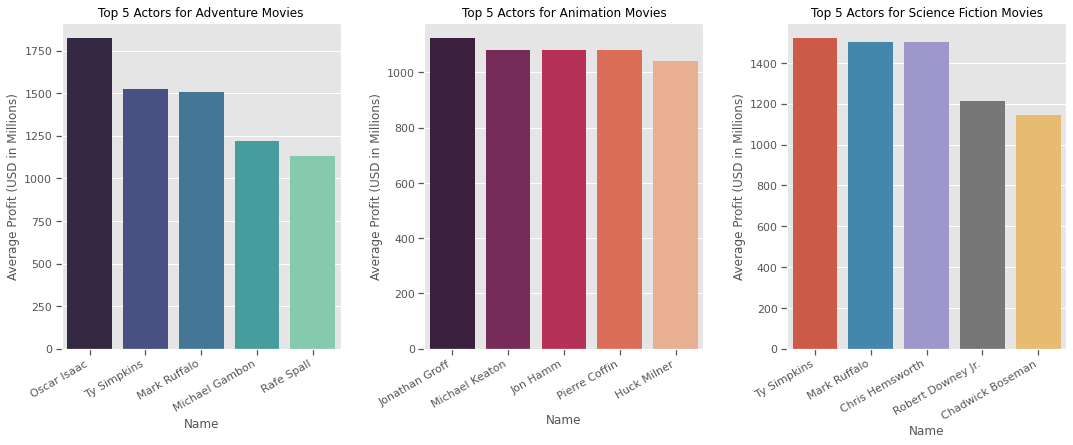 Top 5 Actors for Adventure Movies
Average Profit (USD in Millions)
1750
1500
1250
1000
750
500
250
0
Oscar Isaac
Ty Simpkins
Mark Ruffalo
Michael Gambon
Rafe Spall
Name
Top 5 Actors for Animation Movies
Average Profit (USD in Millions)
1000
800
600
400
200
0
Jonathan Groff
Michael Keaton
Jon Hamm
Pierre Coffin
Huck Milner
Name
Top 5 Actors for Science Fiction Movies
Average Profit (USD in Millions)
1400
1200
1000
800
600
400
200
0
Ty Simpkins
Mark Ruffalo
Chris Hemsworth
Robert Downey Jr.
Chadwick Boseman
Name